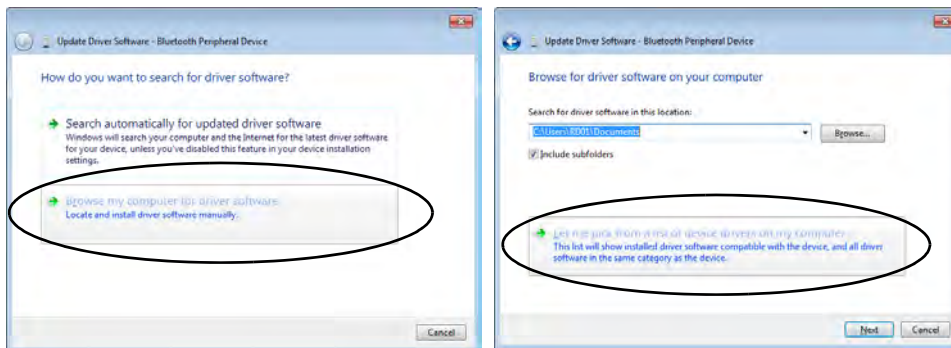 Update Driver Software - Bluetooth Peripheral Device
How do you want to search for driver software?
Search automatically for updated driver software
Windows will search your computer and the Internet for the latest driver software
for your device, unless you've disabled this feature in your device installation
settings.
Browse my computer for driver software
Locate and install driver software manually.
Cancel
Update Driver Software - Bluetooth Peripheral Device
Browse for driver software on your computer
Search for driver software in this location:
Documents
Browse...
Include subfolders
Let me pick from a list of device drivers on my computer
This list will show installed driver software compatible with the device, and all driver
software in the same category as the device.
Next
Cancel